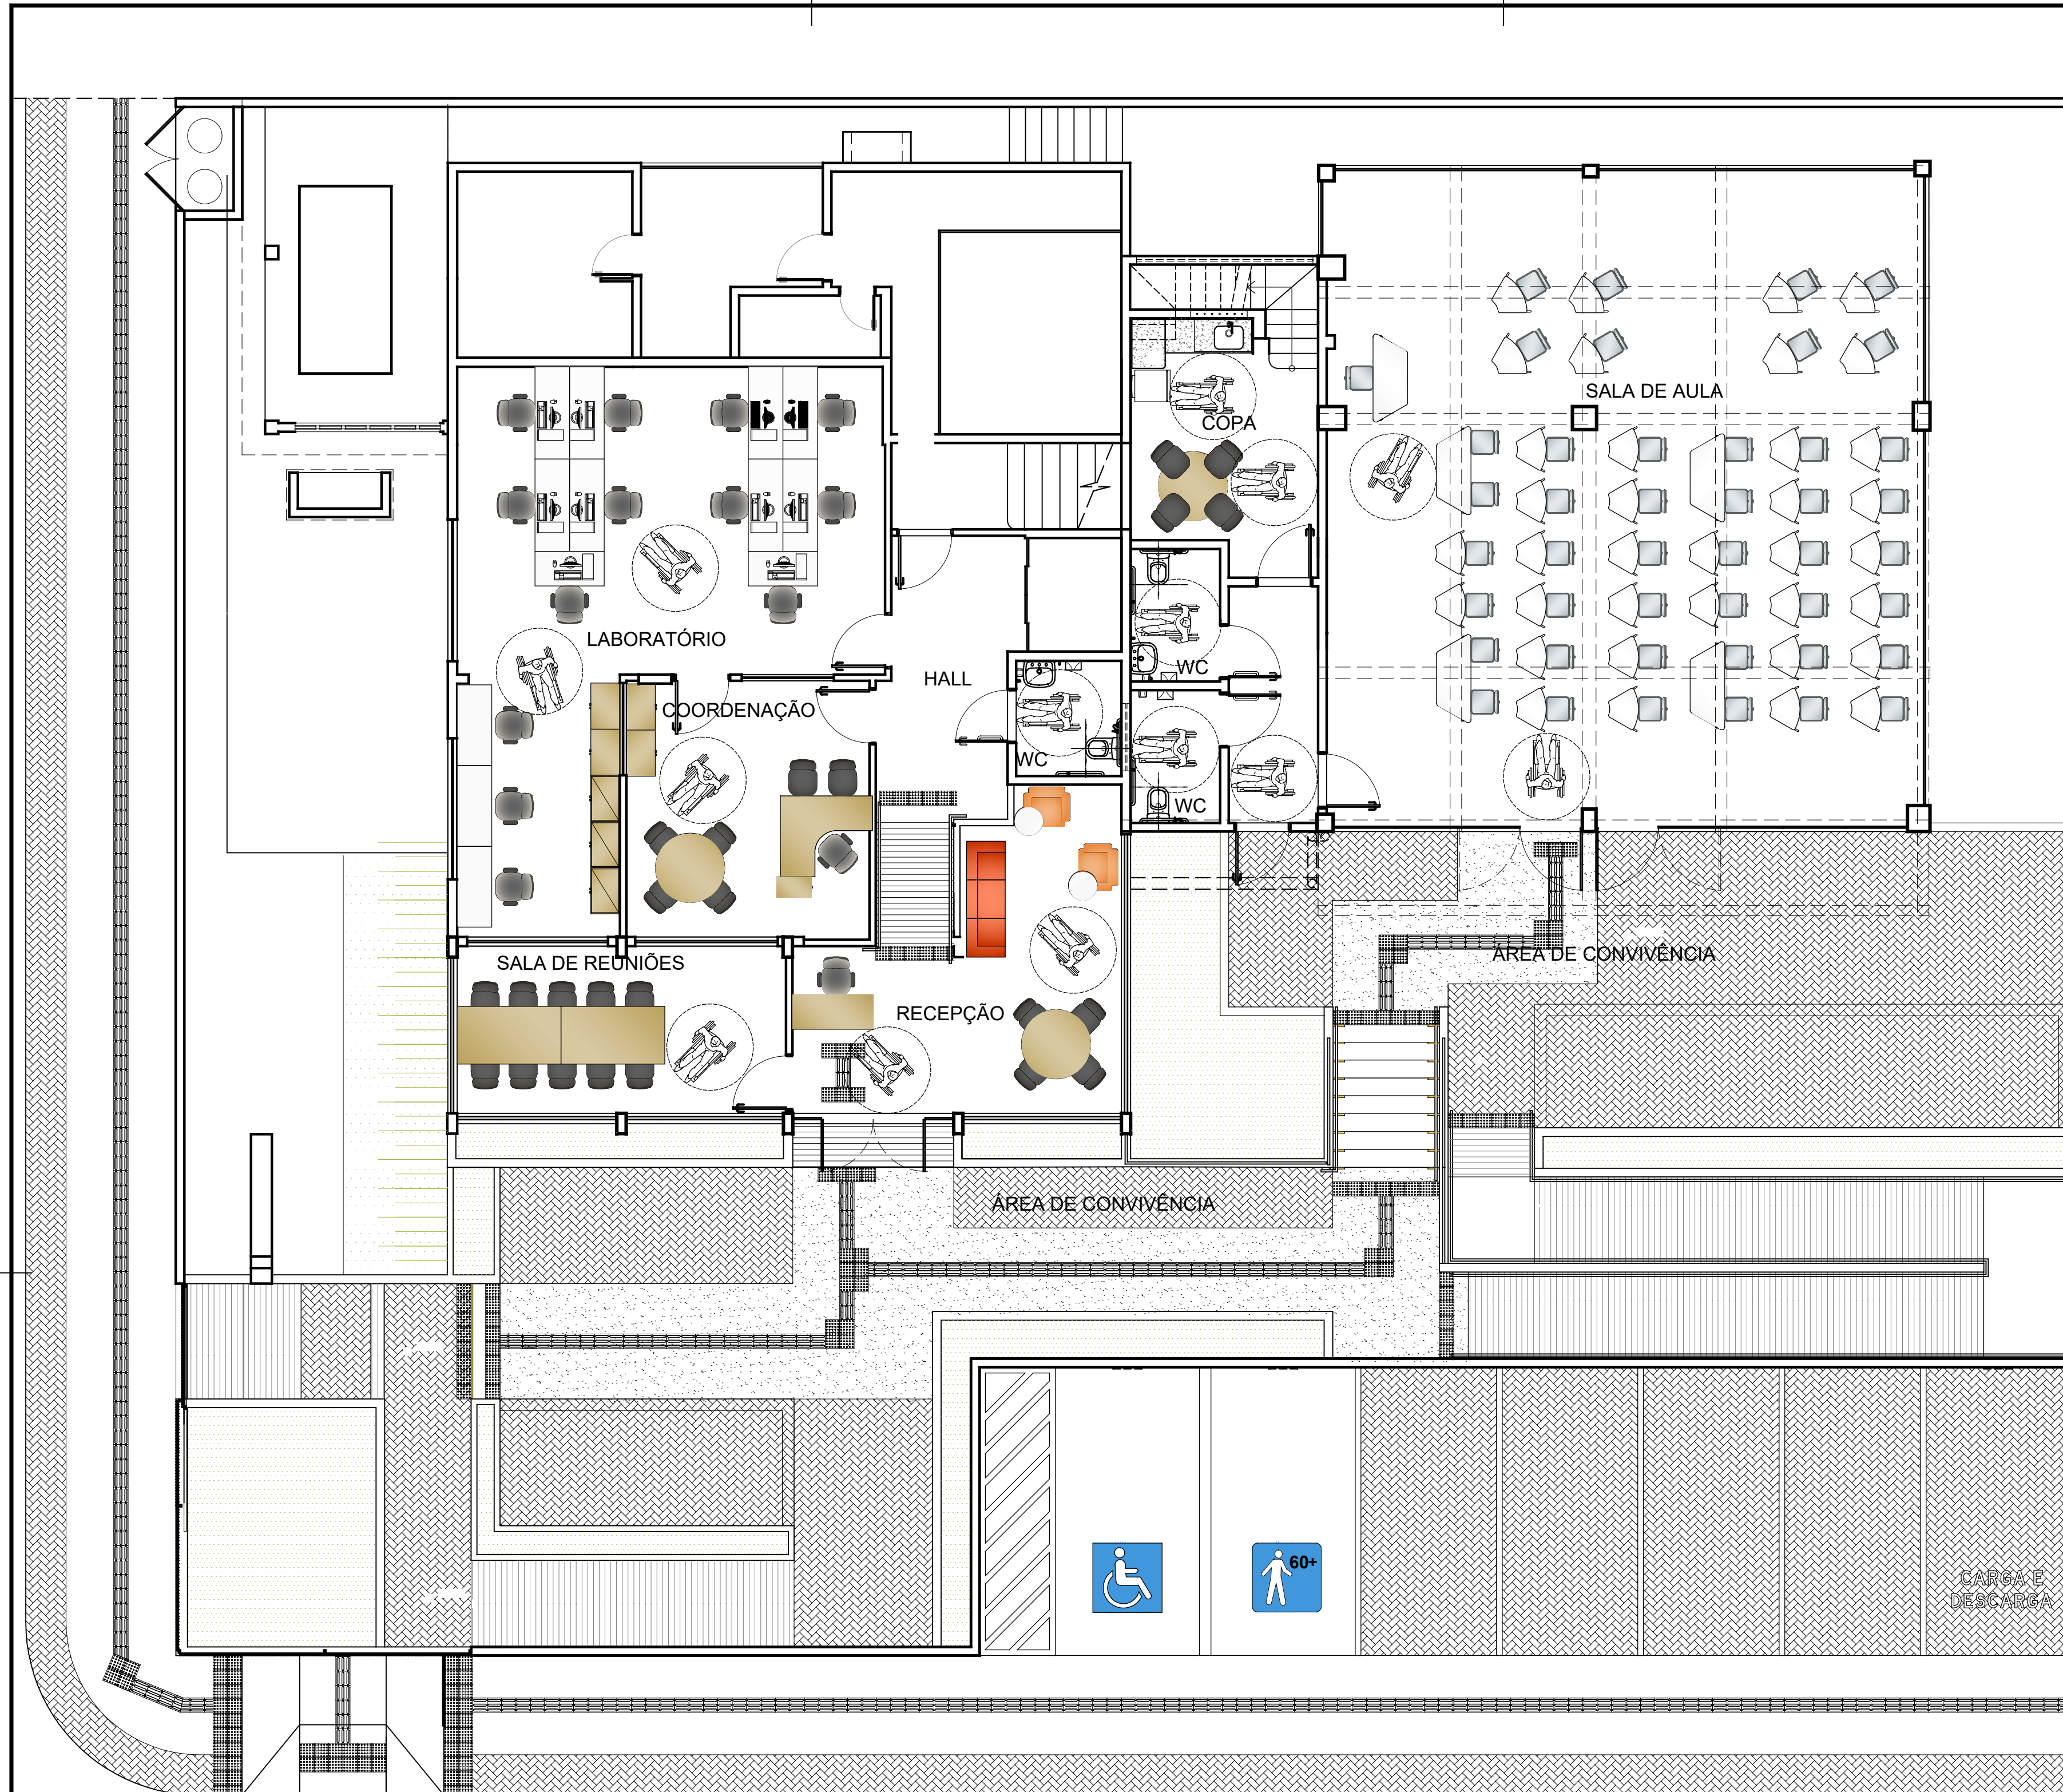 SALA DE AULA
COPA
LABORATÓRIO
WC
HALL
COORDENAÇÃO
WC
WC
SALA DE REUNIÕES
ÁREA DE CONVIVÊNCIA
RECEPÇÃO
ÁREA DE CONVIVÊNCIA
60+
CARGA E
DESCARGA